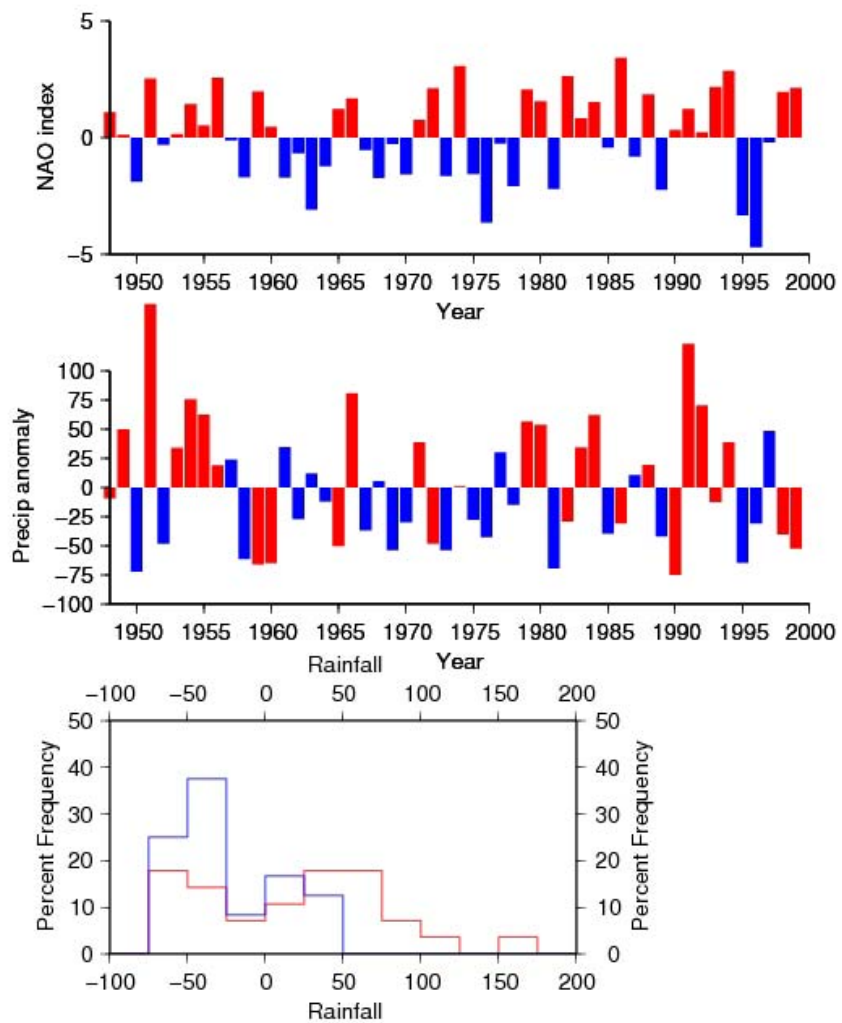 5
0
−5
NAO index
1950 1955 1960 1965 1970 1975 1980 1985 1990 1995 2000
Year
100
75
50
25
0
−25
−50
−75
−100
Precip anomaly
1950 1955 1960 1965 1970 1975 1980 1985 1990 1995 2000
Year
Rainfall
−100 −50 0 50 100 150 200
50 50
40 40
30 30
20 20
10 10
0 0
Percent Frequency
Percent Frequency
−100 −50 0 50 100 150 200
Rainfall